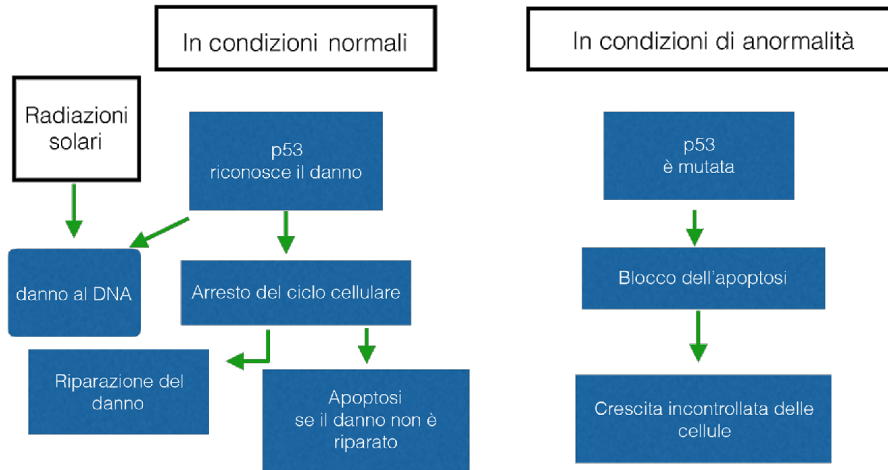 In condizioni normali
In condizioni di anormalità
Radiazioni
solari
p53
riconosce il danno
p53
è mutata
danno al DNA
Arresto del ciclo cellulare
Blocco dell'apoptosi
Riparazione del
danno
Apoptosi
se il danno non è
riparato
Crescita incontrollata delle
cellule